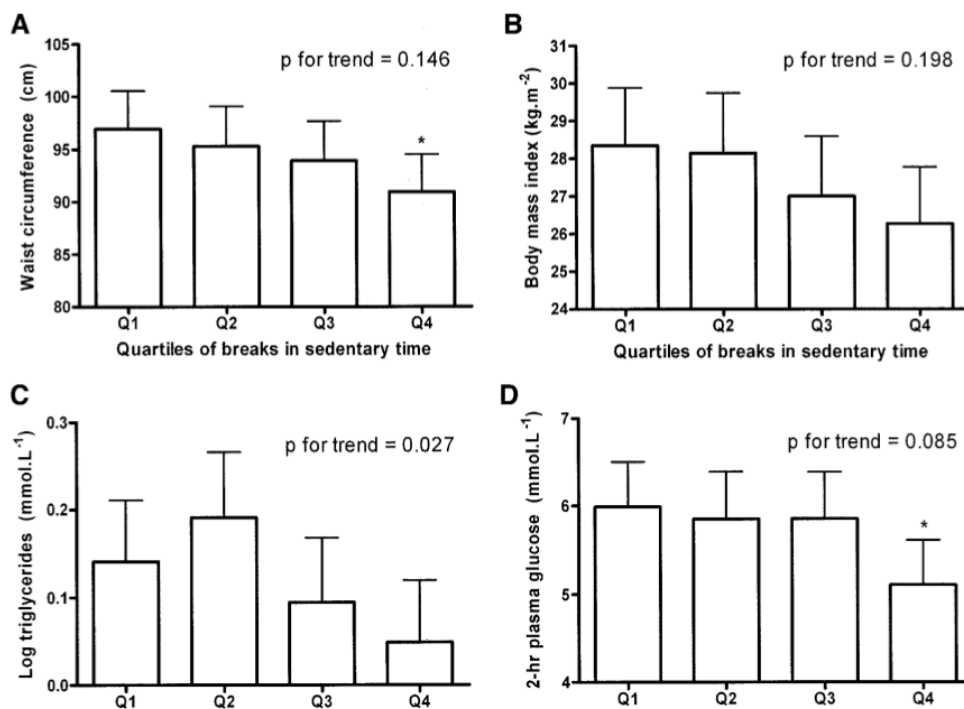 A
p for trend = 0.146
Waist circumference (cm)
105
100
95
90
85
80
*
Q1 Q2 Q3 Q4
Quartiles of breaks in sedentary time
B
p for trend = 0.198
Body mass index (kg.m⁻²)
31
30
29
28
27
26
25
24
Q1 Q2 Q3 Q4
Quartiles of breaks in sedentary time
C
p for trend = 0.027
Log triglycerides (mmol.L⁻¹)
0.3
0.2
0.1
0.0
Q1 Q2 Q3 Q4
D
p for trend = 0.085
2-hr plasma glucose (mmol.L⁻¹)
7
6
5
4
*
Q1 Q2 Q3 Q4